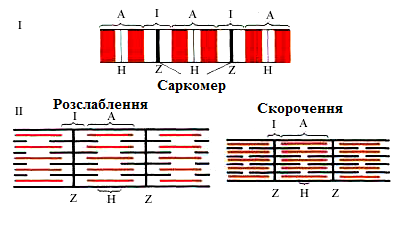 I
A I A I A
H Z H Z H
Саркомер
II
Розслаблення
Скорочення
I A
I A
Z H Z
Z H Z